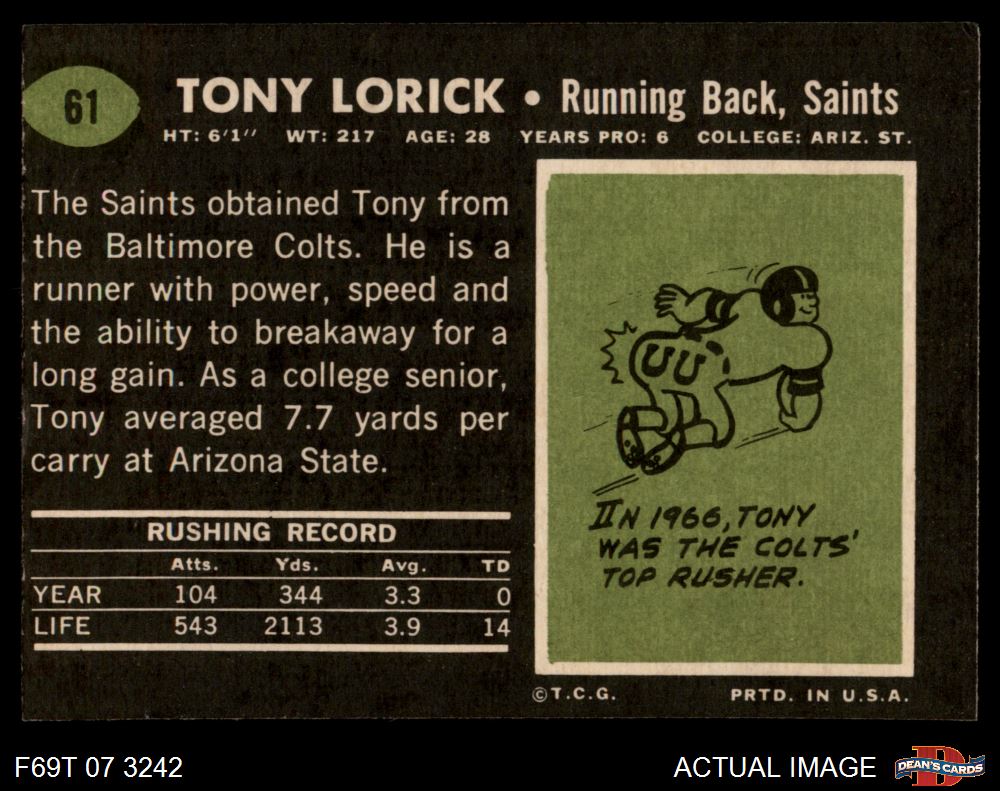 61
TONY LORICK • Running Back, Saints
HT: 6'1" WT: 217 AGE: 28 YEARS PRO: 6 COLLEGE: ARIZ. ST.
The Saints obtained Tony from
the Baltimore Colts. He is a
runner with power, speed and
the ability to breakaway for a
long gain. As a college senior,
Tony averaged 7.7 yards per
carry at Arizona State.
RUSHING RECORD
Atts. Yds. Avg. TD
YEAR 104 344 3.3 0
LIFE 543 2113 3.9 14
IN 1966, TONY
WAS THE COLTS'
TOP RUSHER.
©T.C.G. PRTD. IN U.S.A.
F69T 07 3242 ACTUAL IMAGE
D
DEAN'S CARDS